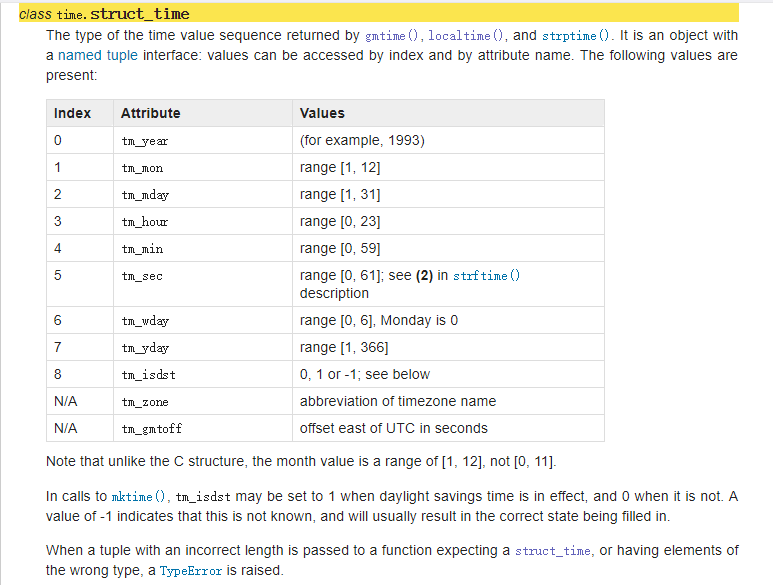 class time.struct_time
The type of the time value sequence returned by gmtime(), localtime(), and strptime(). It is an object with
a named tuple interface: values can be accessed by index and by attribute name. The following values are
present:
Index Attribute Values
0 tm_year (for example, 1993)
1 tm_mon range [1, 12]
2 tm_mday range [1, 31]
3 tm_hour range [0, 23]
4 tm_min range [0, 59]
5 tm_sec range [0, 61]; see (2) in strftime()
description
6 tm_wday range [0, 6], Monday is 0
7 tm_yday range [1, 366]
8 tm_isdst 0, 1 or -1; see below
N/A tm_zone abbreviation of timezone name
N/A tm_gmtoff offset east of UTC in seconds
Note that unlike the C structure, the month value is a range of [1, 12], not [0, 11].
In calls to mktime(), tm_isdst may be set to 1 when daylight savings time is in effect, and 0 when it is not. A
value of -1 indicates that this is not known, and will usually result in the correct state being filled in.
When a tuple with an incorrect length is passed to a function expecting a struct_time, or having elements of
the wrong type, a TypeError is raised.